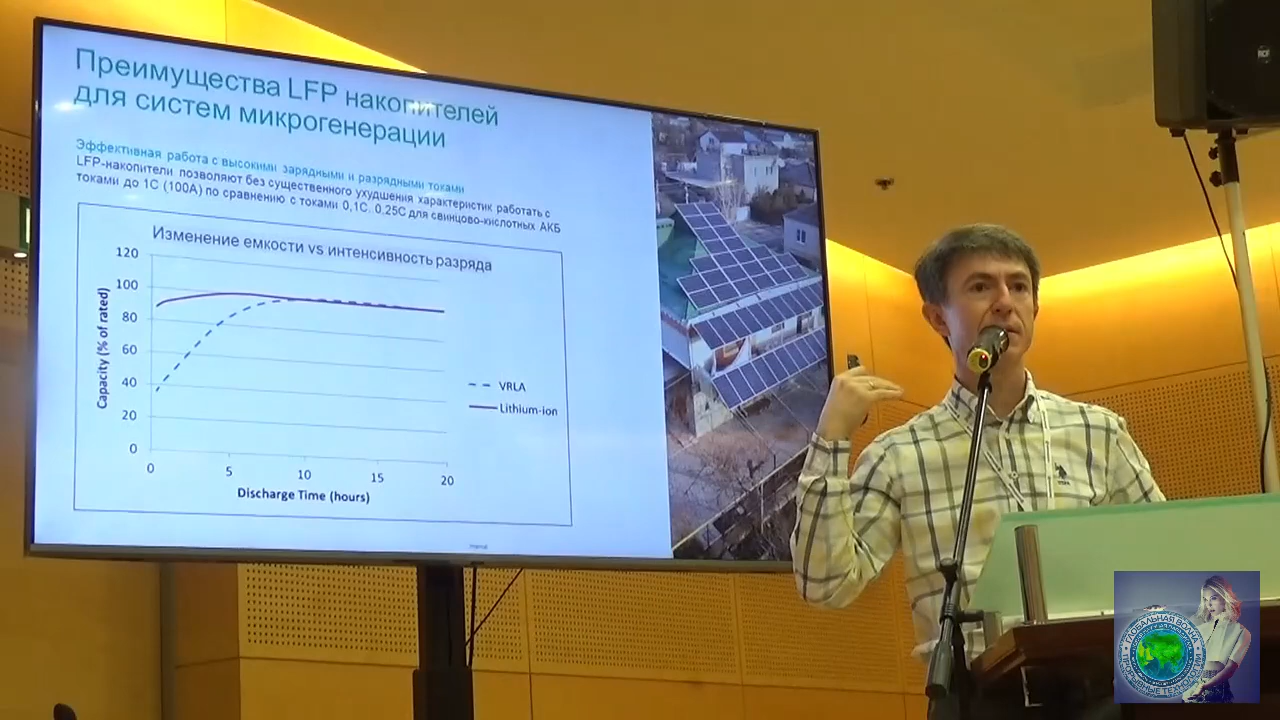 Преимущества LFP накопителей
для систем микрогенерации
Эффективная работа с высокими зарядными и разрядными токами
LFP-накопители позволяют без существенного ухудшения характеристик работать с
токами до 1С (100А) по сравнению с токами 0,1С. 0,25С для свинцово-кислотных АКБ
Изменение емкости vs интенсивность разряда
Capacity (% of rated)
120
100
80
60
40
20
0
0 5 10 15 20
Discharge Time (hours)
VRLA
Lithium-ion
RCF